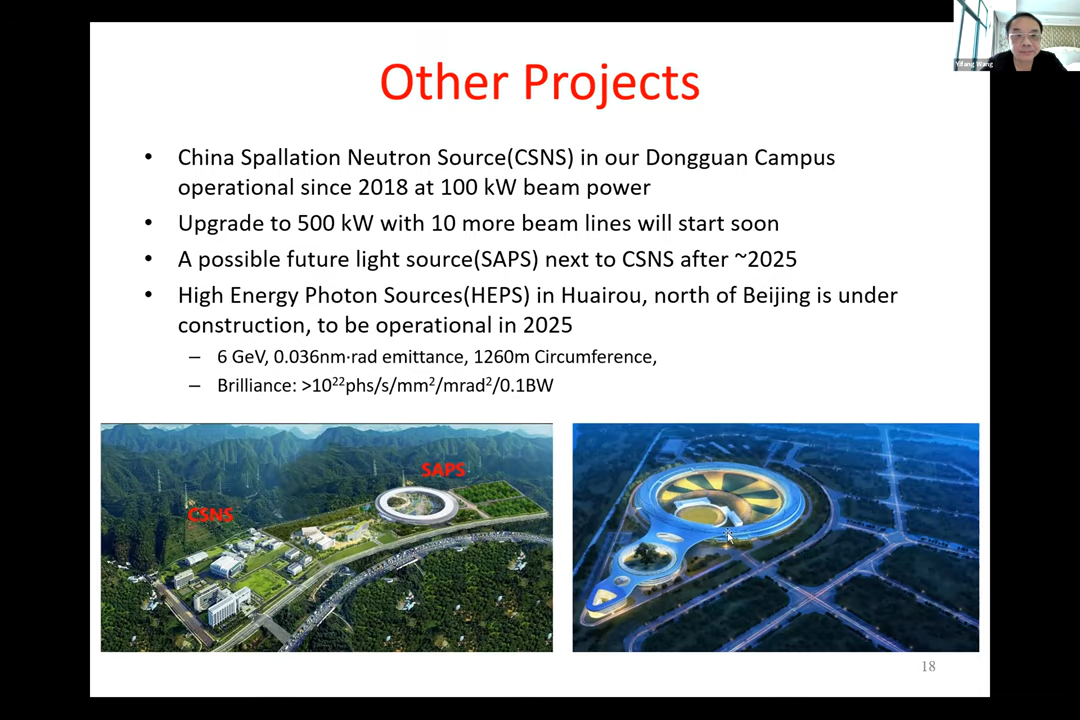 Yifang Wang
Other Projects
• China Spallation Neutron Source(CSNS) in our Dongguan Campus
operational since 2018 at 100 kW beam power
• Upgrade to 500 kW with 10 more beam lines will start soon
• A possible future light source(SAPS) next to CSNS after ~2025
• High Energy Photon Sources(HEPS) in Huairou, north of Beijing is under
construction, to be operational in 2025
– 6 GeV, 0.036nm·rad emittance, 1260m Circumference,
– Brilliance: >10²²phs/s/mm²/mrad²/0.1BW
SAPS
CSNS
18